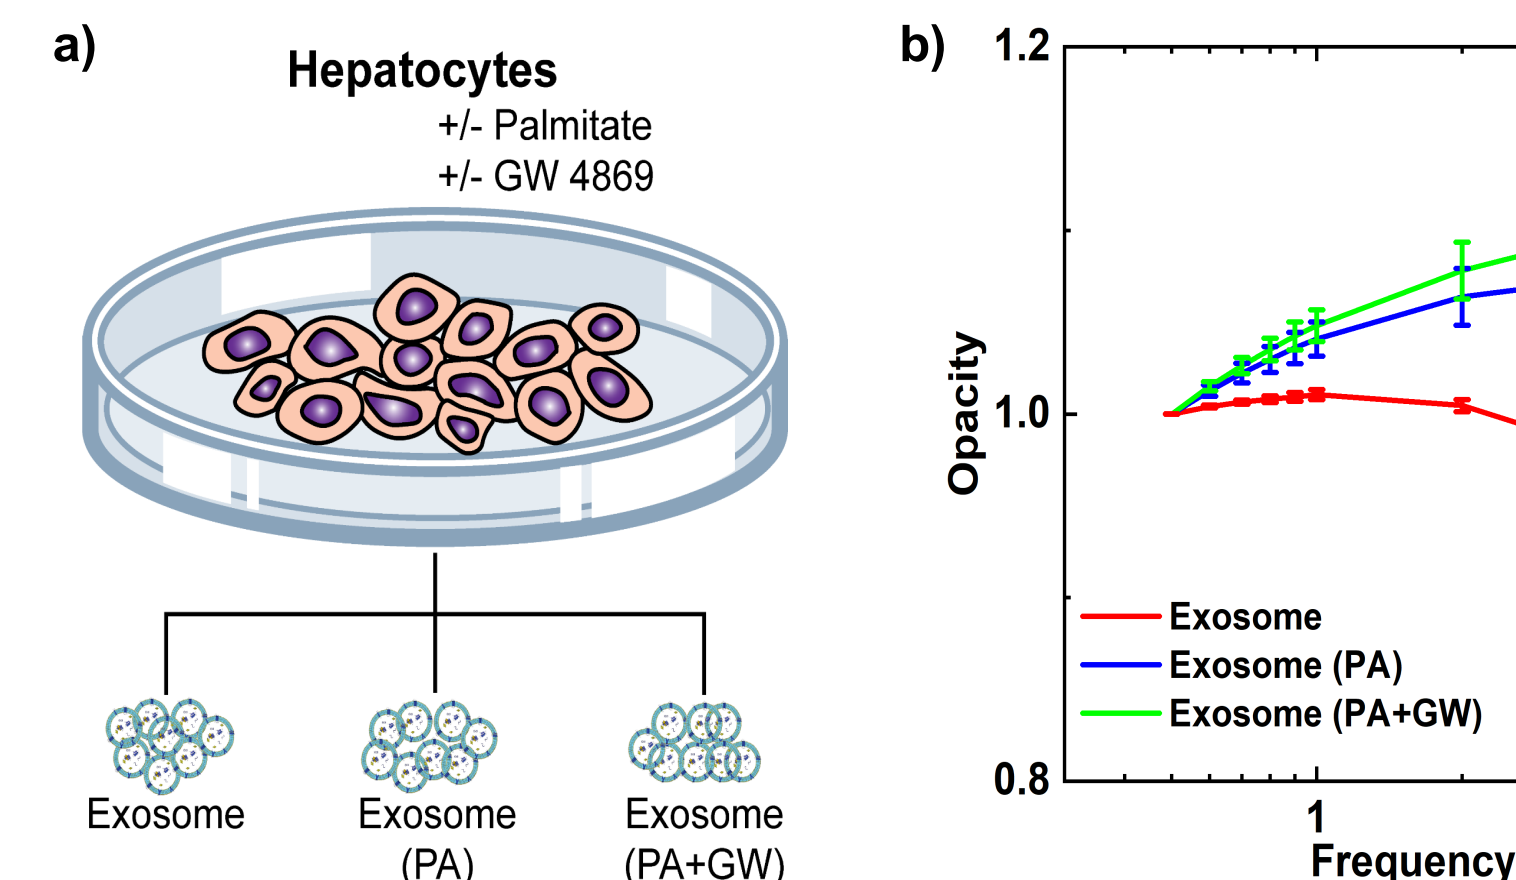 a)
Hepatocytes
+/- Palmitate
+/- GW 4869
Exosome
Exosome
(PA)
Exosome
(PA+GW)
b)
1.2
1.0
0.8
Opacity
Exosome
Exosome (PA)
Exosome (PA+GW)
1
Frequency